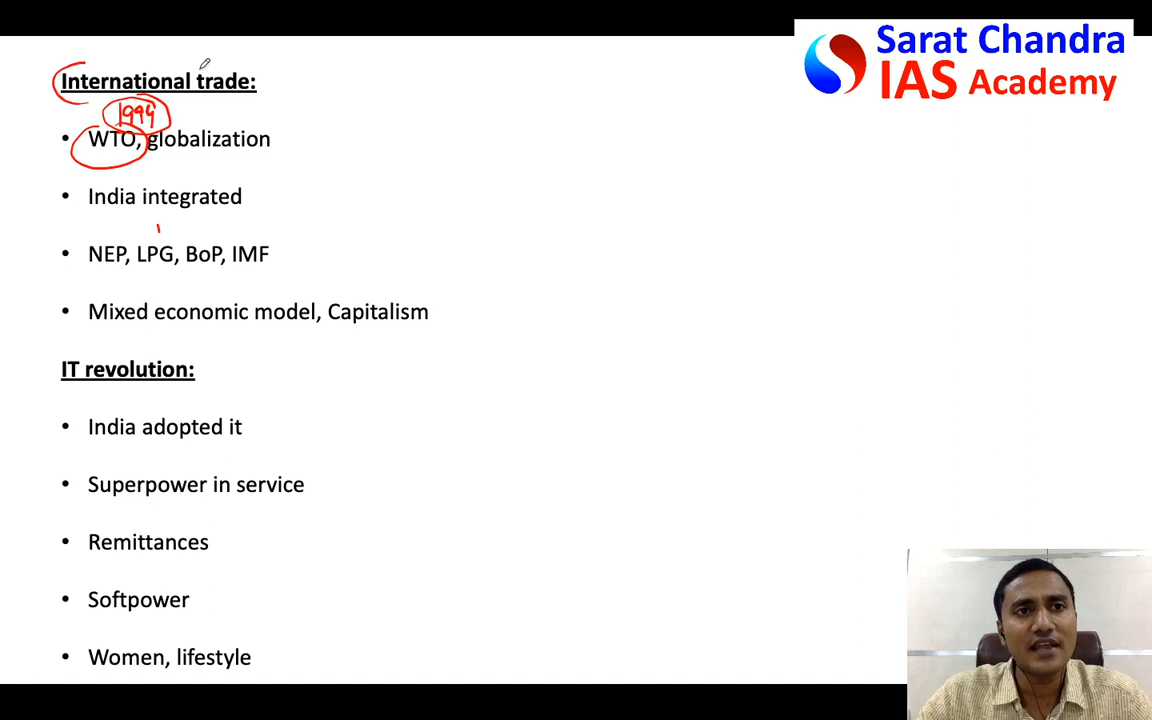 Sarat Chandra
IAS Academy
International trade:
1994
• WTO, globalization
• India integrated
• NEP, LPG, BoP, IMF
• Mixed economic model, Capitalism
IT revolution:
• India adopted it
• Superpower in service
• Remittances
• Softpower
• Women, lifestyle